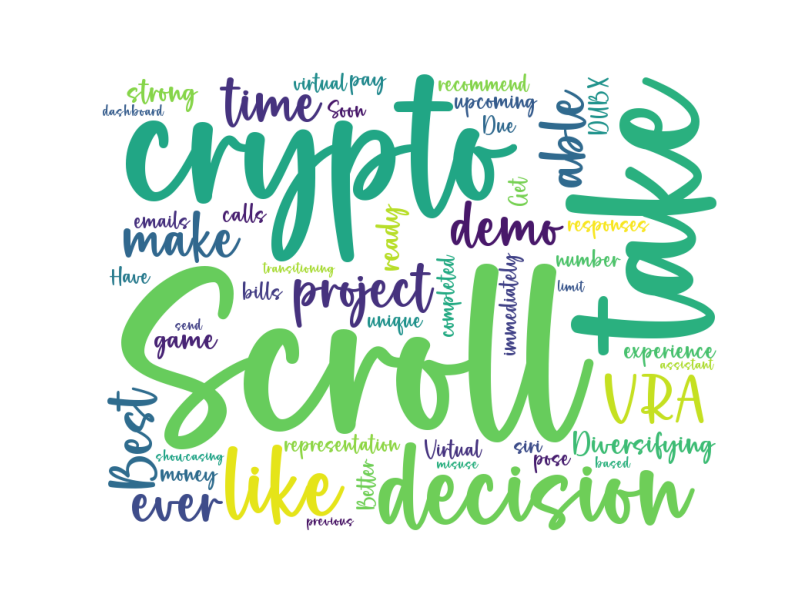 strong
dashboard
time
virtual pay
Soon
recommend
upcoming
Due
able
DUBX
take
crypto
Get
emails
calls
make
ready
demo
responses
Have
transitioning
bills
project
unique
completed
immediately
number
limit
send
game
Scroll
experience
assistant
VRA
Best
showcasing
money
ever
like
representation
previous
Better
Virtual
misuse
siri
pose
Diversifying
based
decision